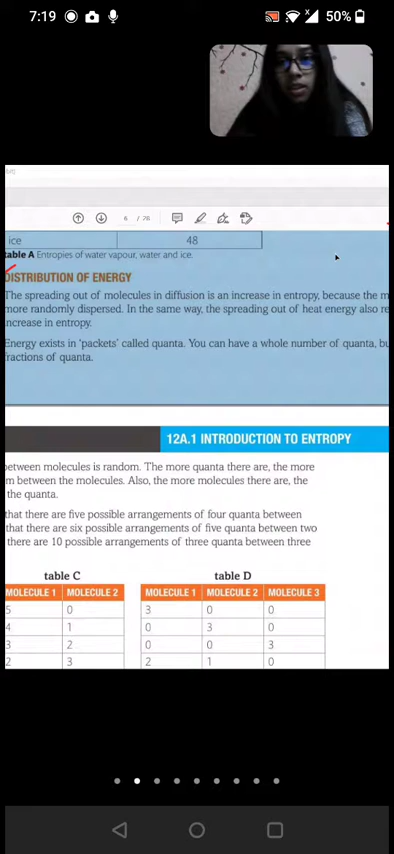 7:19
50%
6 / 26
ice 48
table A Entropies of water vapour, water and ice.
DISTRIBUTION OF ENERGY
The spreading out of molecules in diffusion is an increase in entropy, because the m
more randomly dispersed. In the same way, the spreading out of heat energy also re
increase in entropy.
Energy exists in 'packets' called quanta. You can have a whole number of quanta, bu
fractions of quanta.
12A.1 INTRODUCTION TO ENTROPY
between molecules is random. The more quanta there are, the more
m between the molecules. Also, the more molecules there are, the
the quanta.
that there are five possible arrangements of four quanta between
that there are six possible arrangements of five quanta between two
there are 10 possible arrangements of three quanta between three
table C table D
MOLECULE 1 MOLECULE 2 MOLECULE 1 MOLECULE 2 MOLECULE 3
5 0 3 0 0
4 1 0 3 0
3 2 0 0 3
2 3 2 1 0